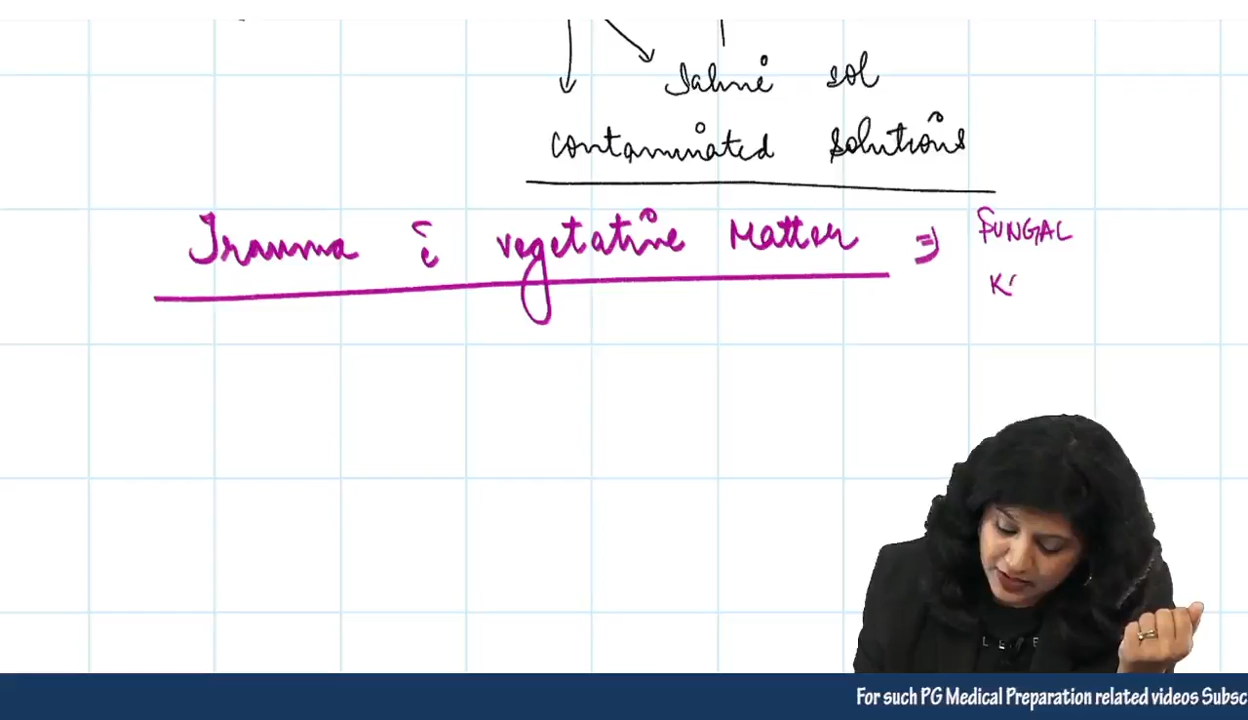 Saline sol
contaminated solutions
Trauma c̄ vegetative Matter ⇒ FUNGAL
K
For such PG Medical Preparation related videos Subsc